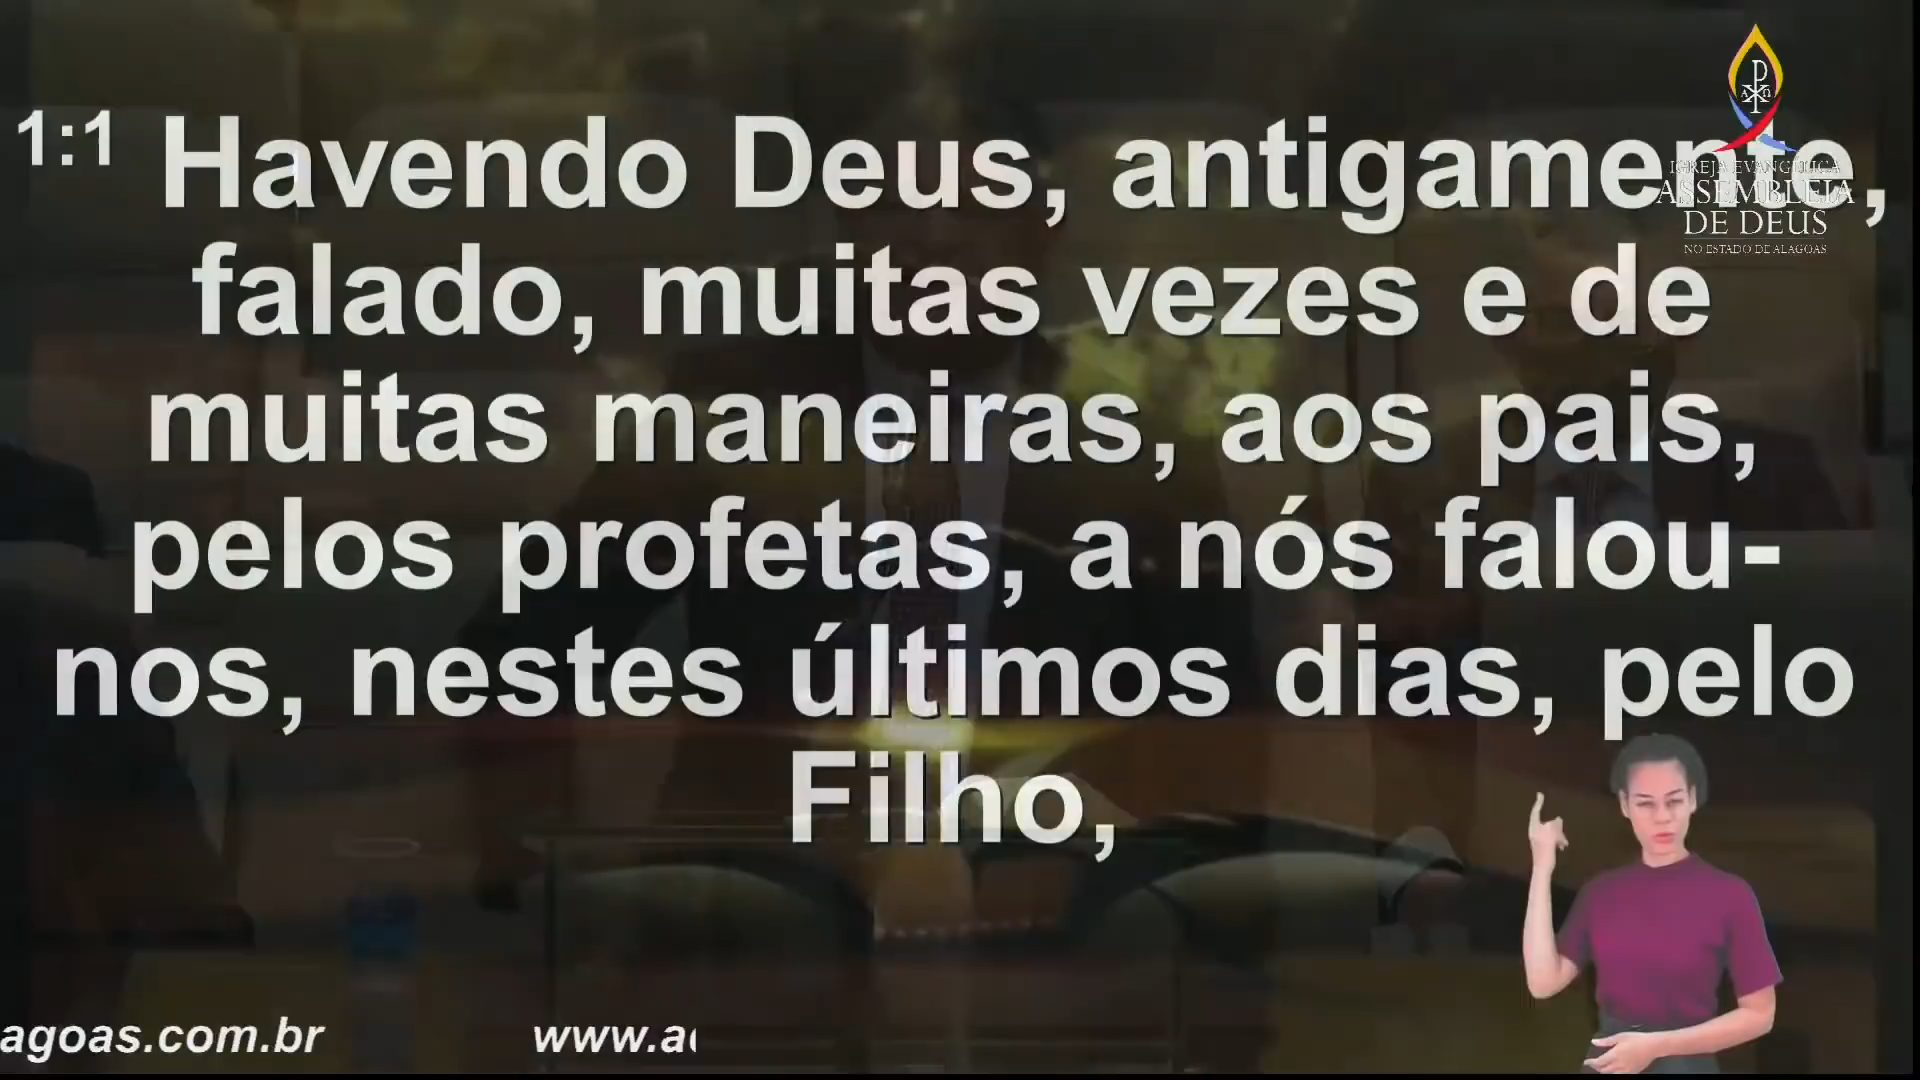 1:1 Havendo Deus, antigamente,
falado, muitas vezes e de
muitas maneiras, aos pais,
pelos profetas, a nós falou-
nos, nestes últimos dias, pelo
Filho,
IGREJA EVANGÉLICA
ASSEMBLEIA
DE DEUS
NO ESTADO DE ALAGOAS
agoas.com.br www.a